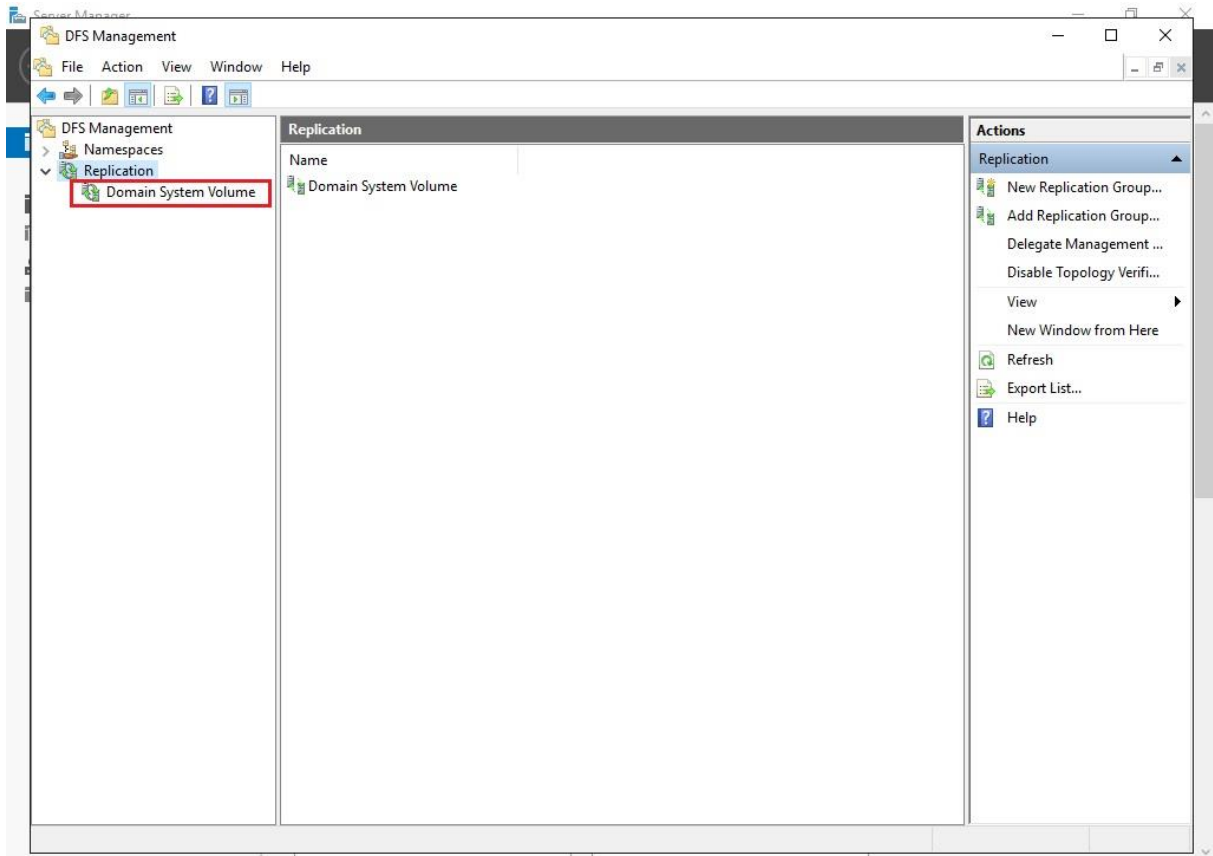 Server Manager
DFS Management
File Action View Window Help
DFS Management
Namespaces
Replication
Domain System Volume
Replication
Name
Domain System Volume
Actions
Replication
New Replication Group...
Add Replication Group...
Delegate Management ...
Disable Topology Verifi...
View
New Window from Here
Refresh
Export List...
Help